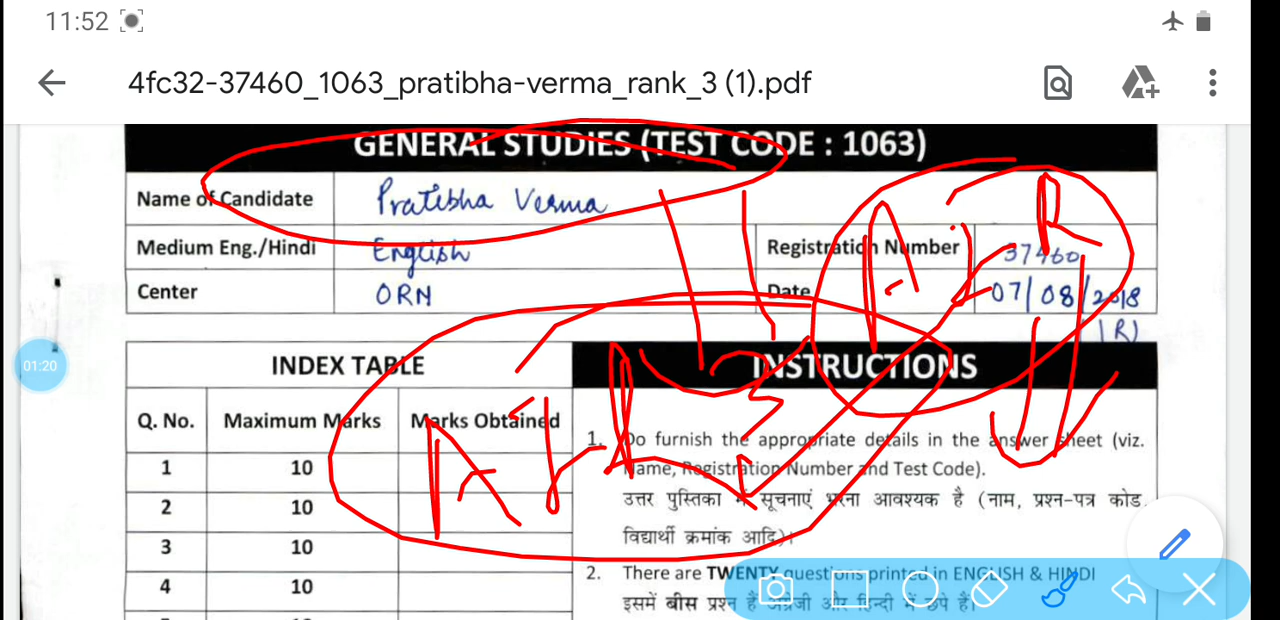 11:52
4fc32-37460_1063_pratibha-verma_rank_3 (1).pdf
GENERAL STUDIES (TEST CODE : 1063)
Name of Candidate Pratibha Verma
Medium Eng./Hindi English Registration Number 37460
Center ORN Date 07/08/2018
(R)
AIR
01:20
INDEX TABLE INSTRUCTIONS
AIR 3
Q. No. Maximum Marks Marks Obtained
1 10
2 10
3 10
4 10
1. Do furnish the appropriate details in the answer sheet (viz.
Name, Registration Number and Test Code).
उत्तर पुस्तिका में सूचनाएं भरना आवश्यक है (नाम, प्रश्न-पत्र कोड,
विद्यार्थी क्रमांक आदि)।
2. There are TWENTY questions printed in ENGLISH & HINDI
इसमें बीस प्रश्न हैं अंग्रेजी और हिन्दी में छपे हैं।